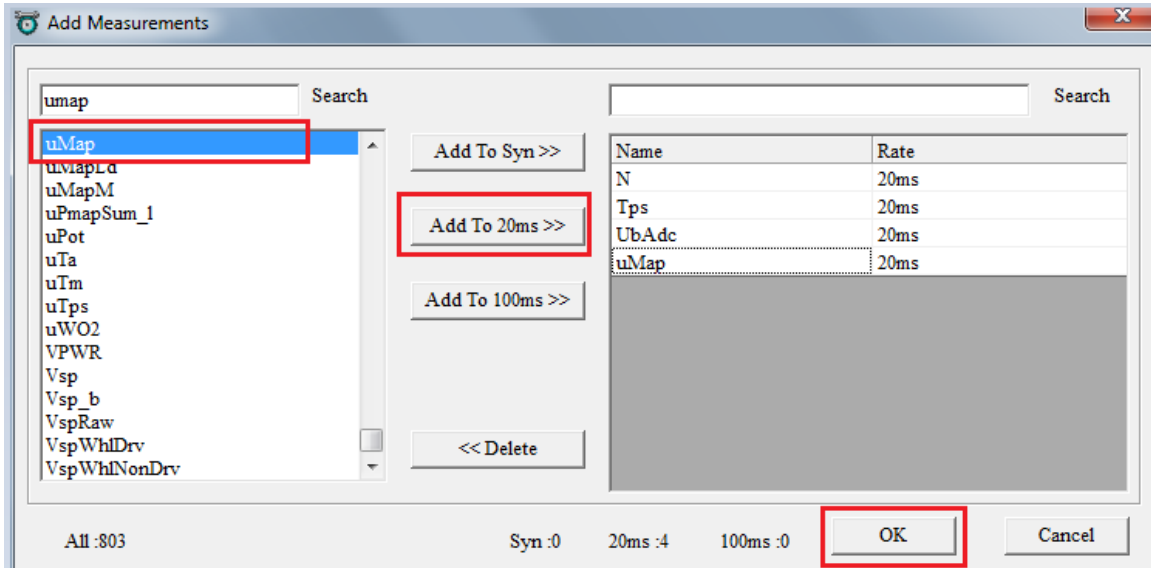 Add Measurements
umap
Search
Search
uMap
uMapLd
uMapM
uPmapSum_1
uPot
uTa
uTm
uTps
uWO2
VPWR
Vsp
Vsp_b
VspRaw
VspWhlDrv
VspWhlNonDrv
Add To Syn >>
Add To 20ms >>
Add To 100ms >>
<< Delete
Name Rate
N 20ms
Tps 20ms
UbAdc 20ms
uMap 20ms
All :803 Syn :0 20ms :4 100ms :0 OK Cancel